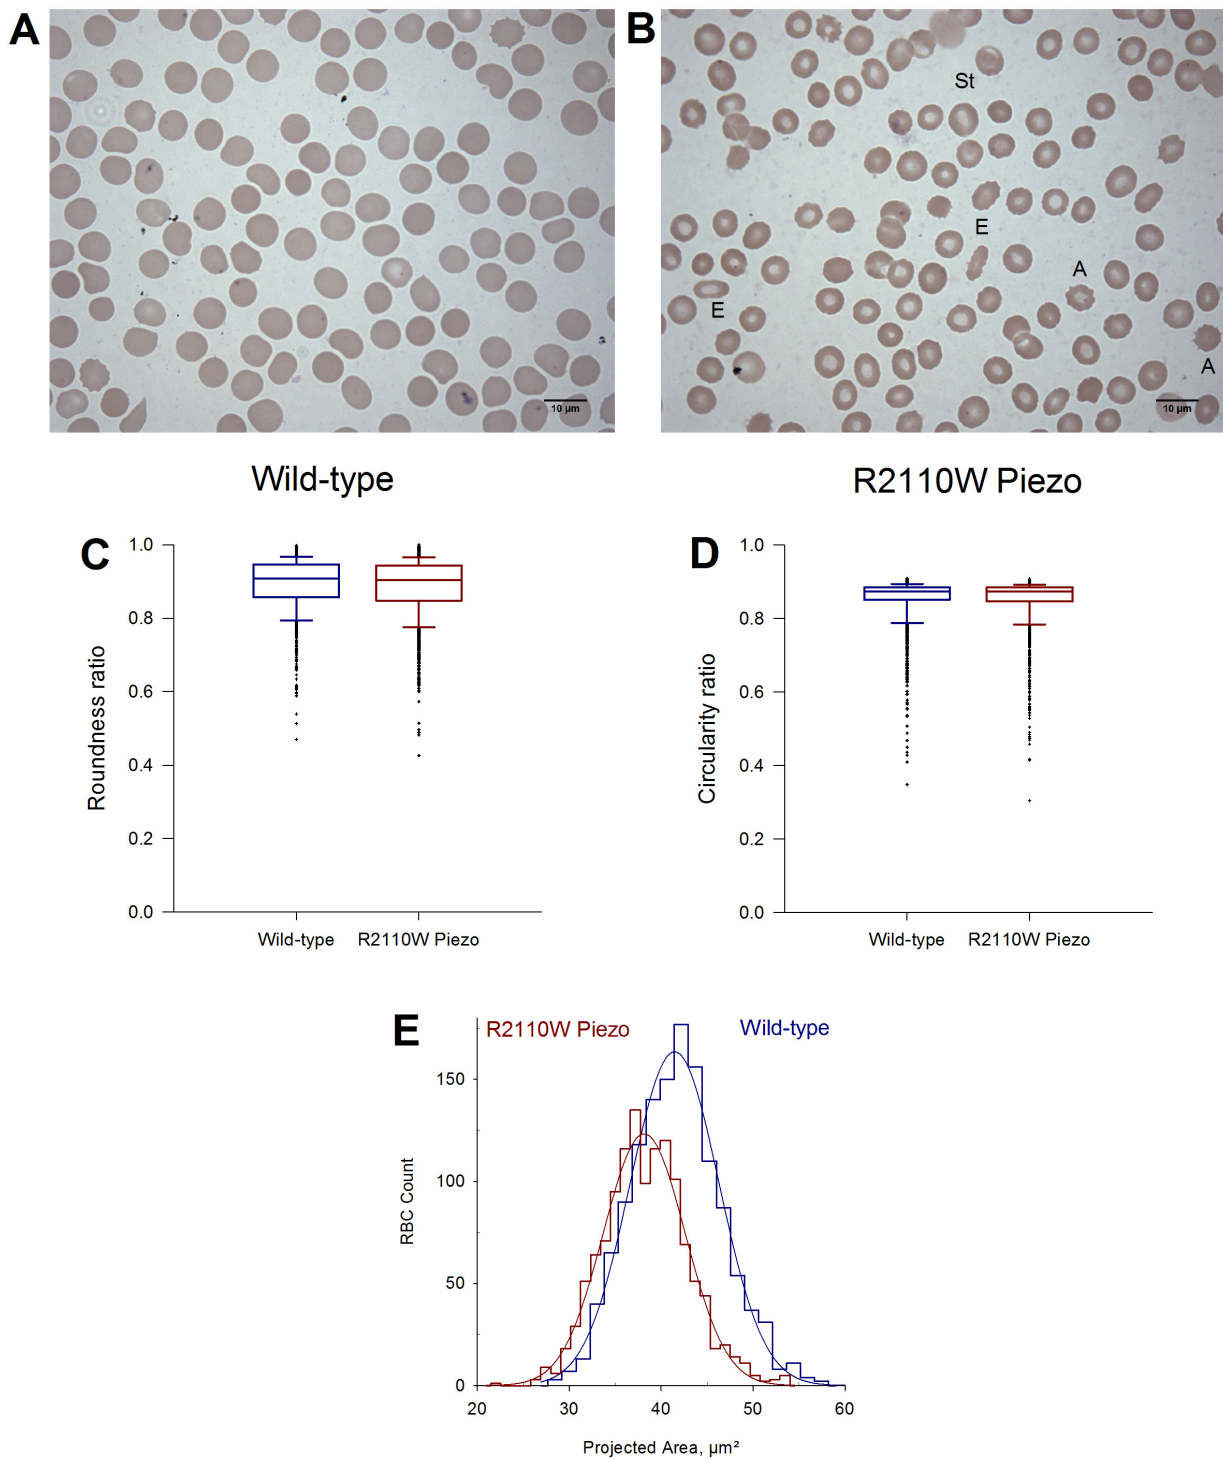 A
B
St
E
A
E
A
10 µm
10 µm
Wild-type
R2110W Piezo
C
1.0
0.8
0.6
0.4
0.2
0.0
Roundness ratio
Wild-type
R2110W Piezo
D
1.0
0.8
0.6
0.4
0.2
0.0
Circularity ratio
Wild-type
R2110W Piezo
E
R2110W Piezo
Wild-type
150
100
50
0
RBC Count
20
30
40
50
60
Projected Area, µm²